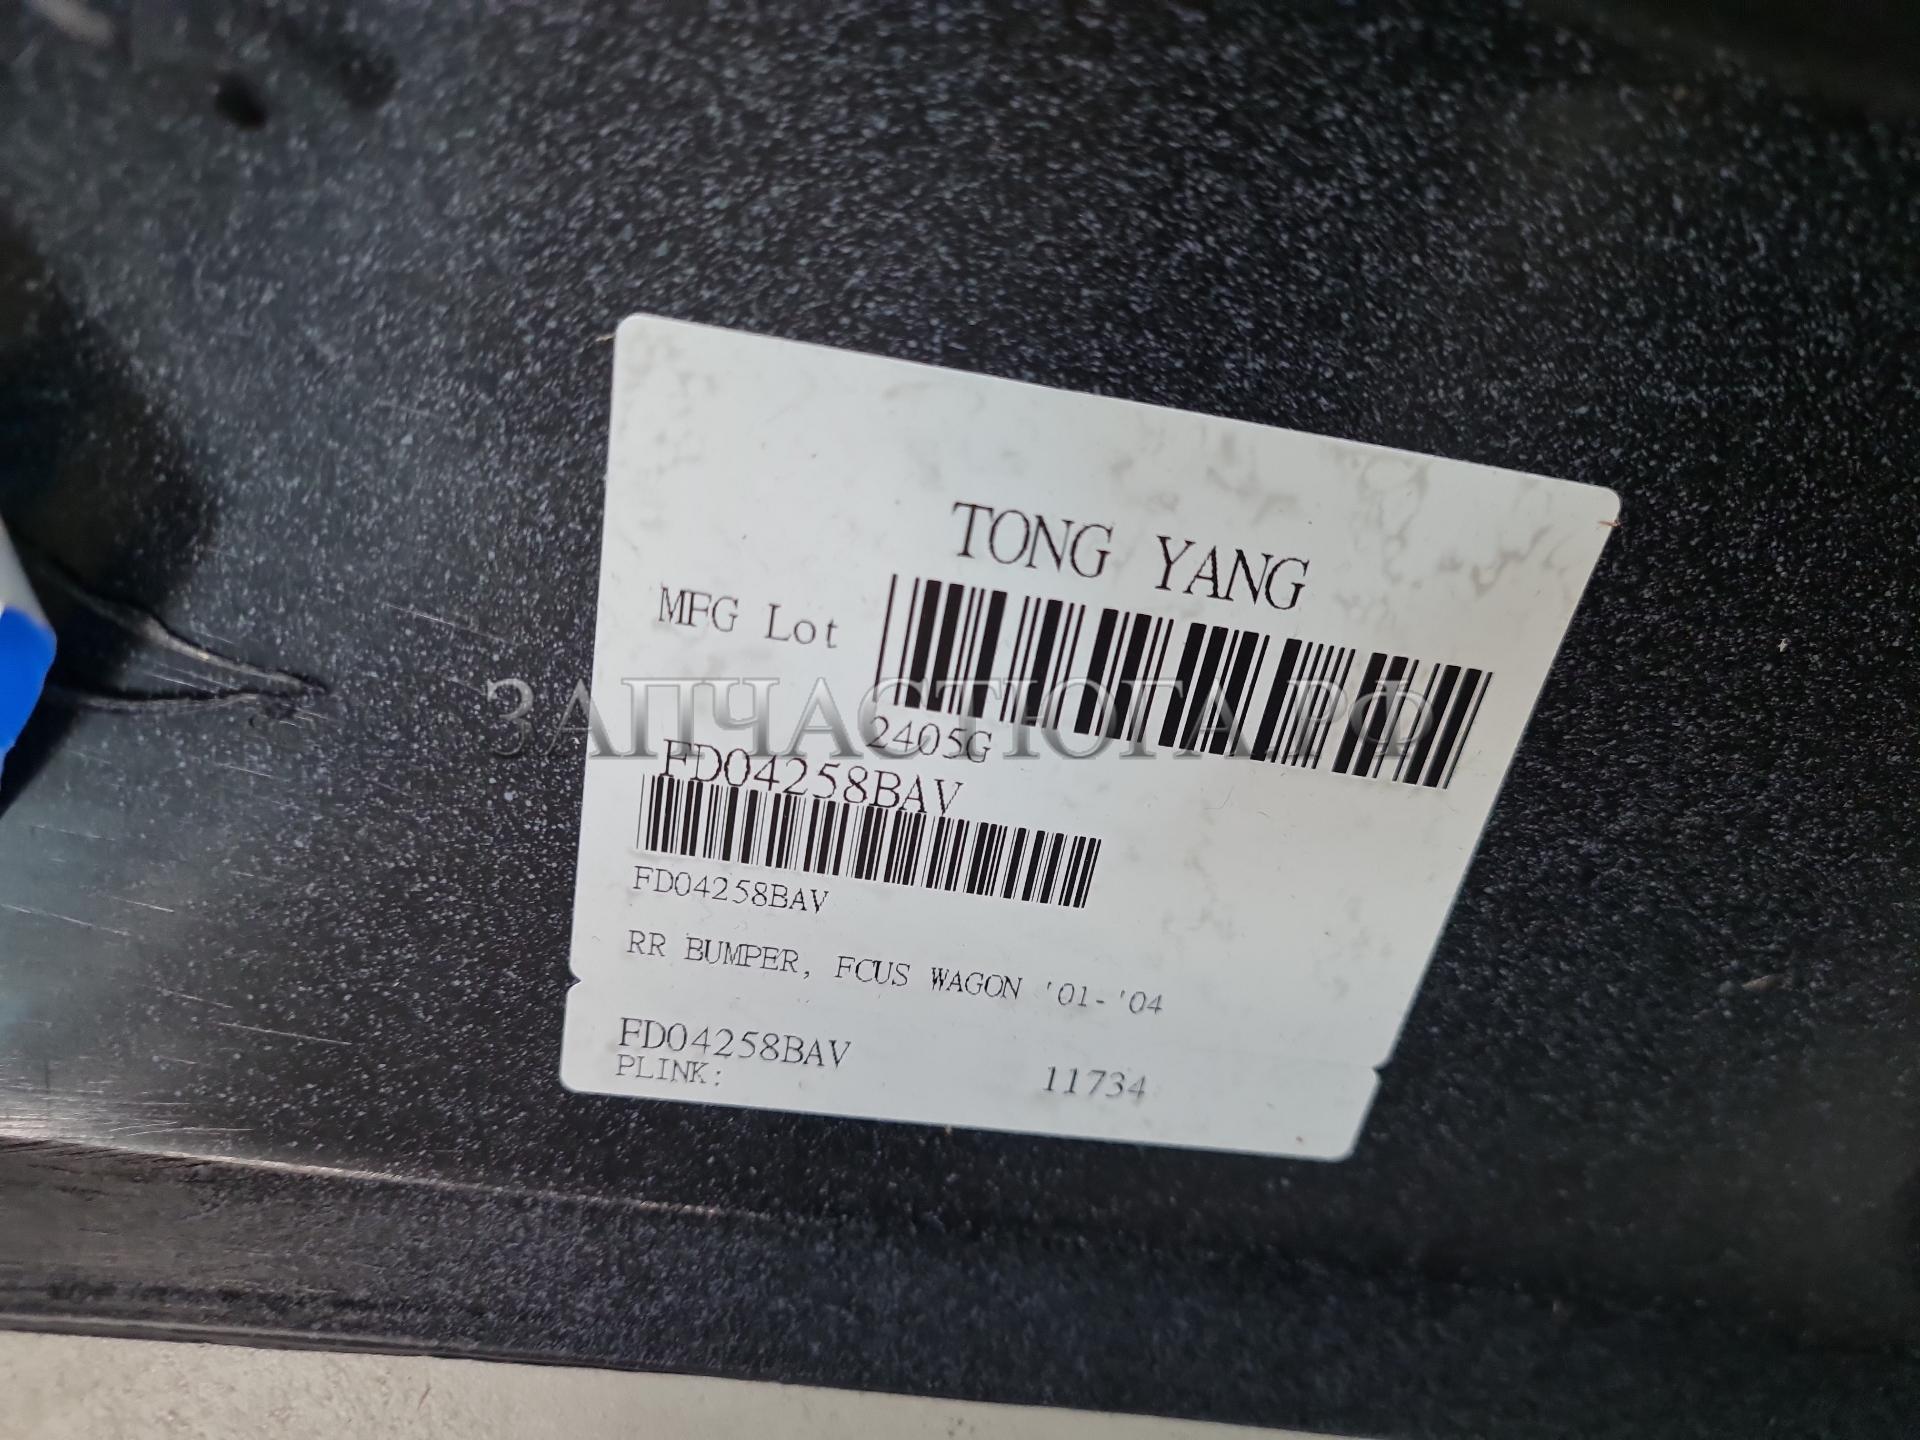 TONG YANG
MFG Lot
ЗАПЧАСТЮГА.РФ
2405G
FD04258BAV
FD04258BAV
RR BUMPER, FCUS WAGON '01-'04
FD04258BAV
PLINK: 11734